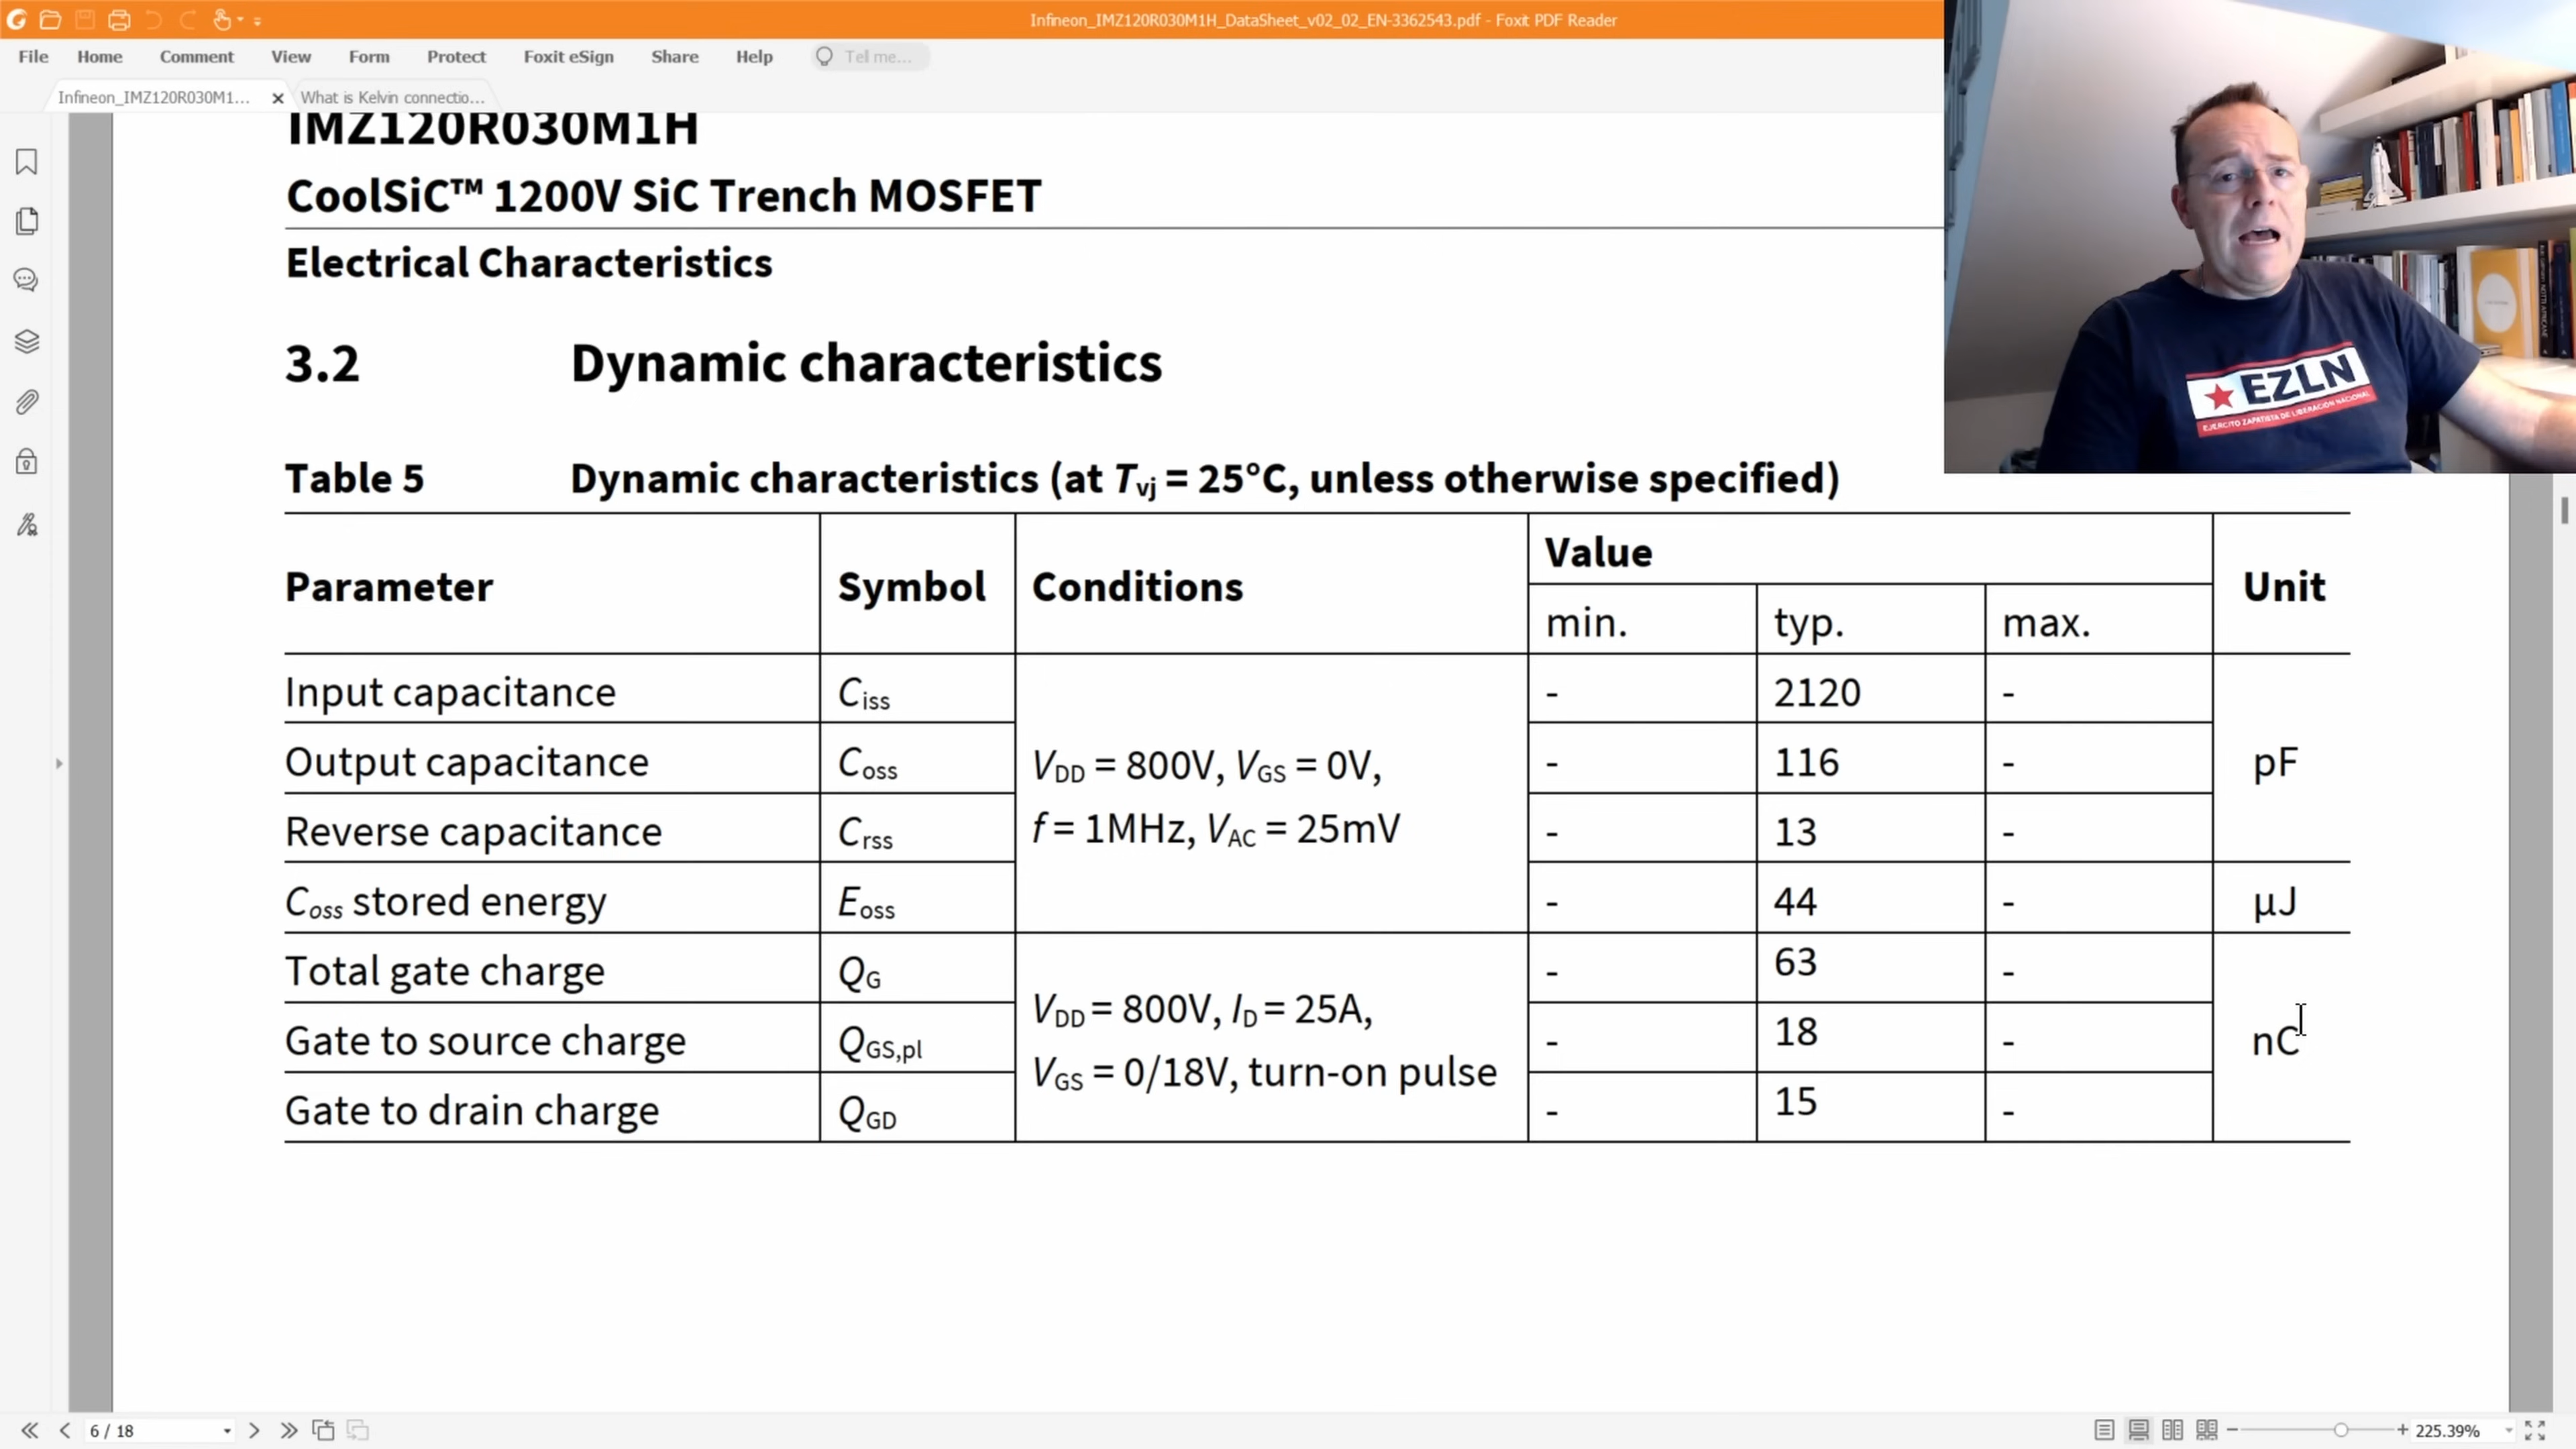 Infineon_IMZ120R030M1H_DataSheet_v02_02_EN-3362543.pdf - Foxit PDF Reader
File Home Comment View Form Protect Foxit eSign Share Help Tell me...
Infineon_IMZ120R030M1... What is Kelvin connectio...
IMZ120R030M1H
CoolSiC™ 1200V SiC Trench MOSFET
Electrical Characteristics
3.2 Dynamic characteristics
Table 5 Dynamic characteristics (at Tvj = 25°C, unless otherwise specified)
Parameter Symbol Conditions Value Unit
min. typ. max.
Input capacitance Ciss - 2120 -
Output capacitance Coss VDD = 800V, VGS = 0V, - 116 - pF
Reverse capacitance Crss f = 1MHz, VAC = 25mV - 13 -
Coss stored energy Eoss - 44 - µJ
Total gate charge QG - 63 -
Gate to source charge QGS,pl VDD = 800V, ID = 25A, - 18 - nC
Gate to drain charge QGD VGS = 0/18V, turn-on pulse - 15 -
EZLN
EJERCITO ZAPATISTA DE LIBERACIÓN NACIONAL
6 / 18
225.39%